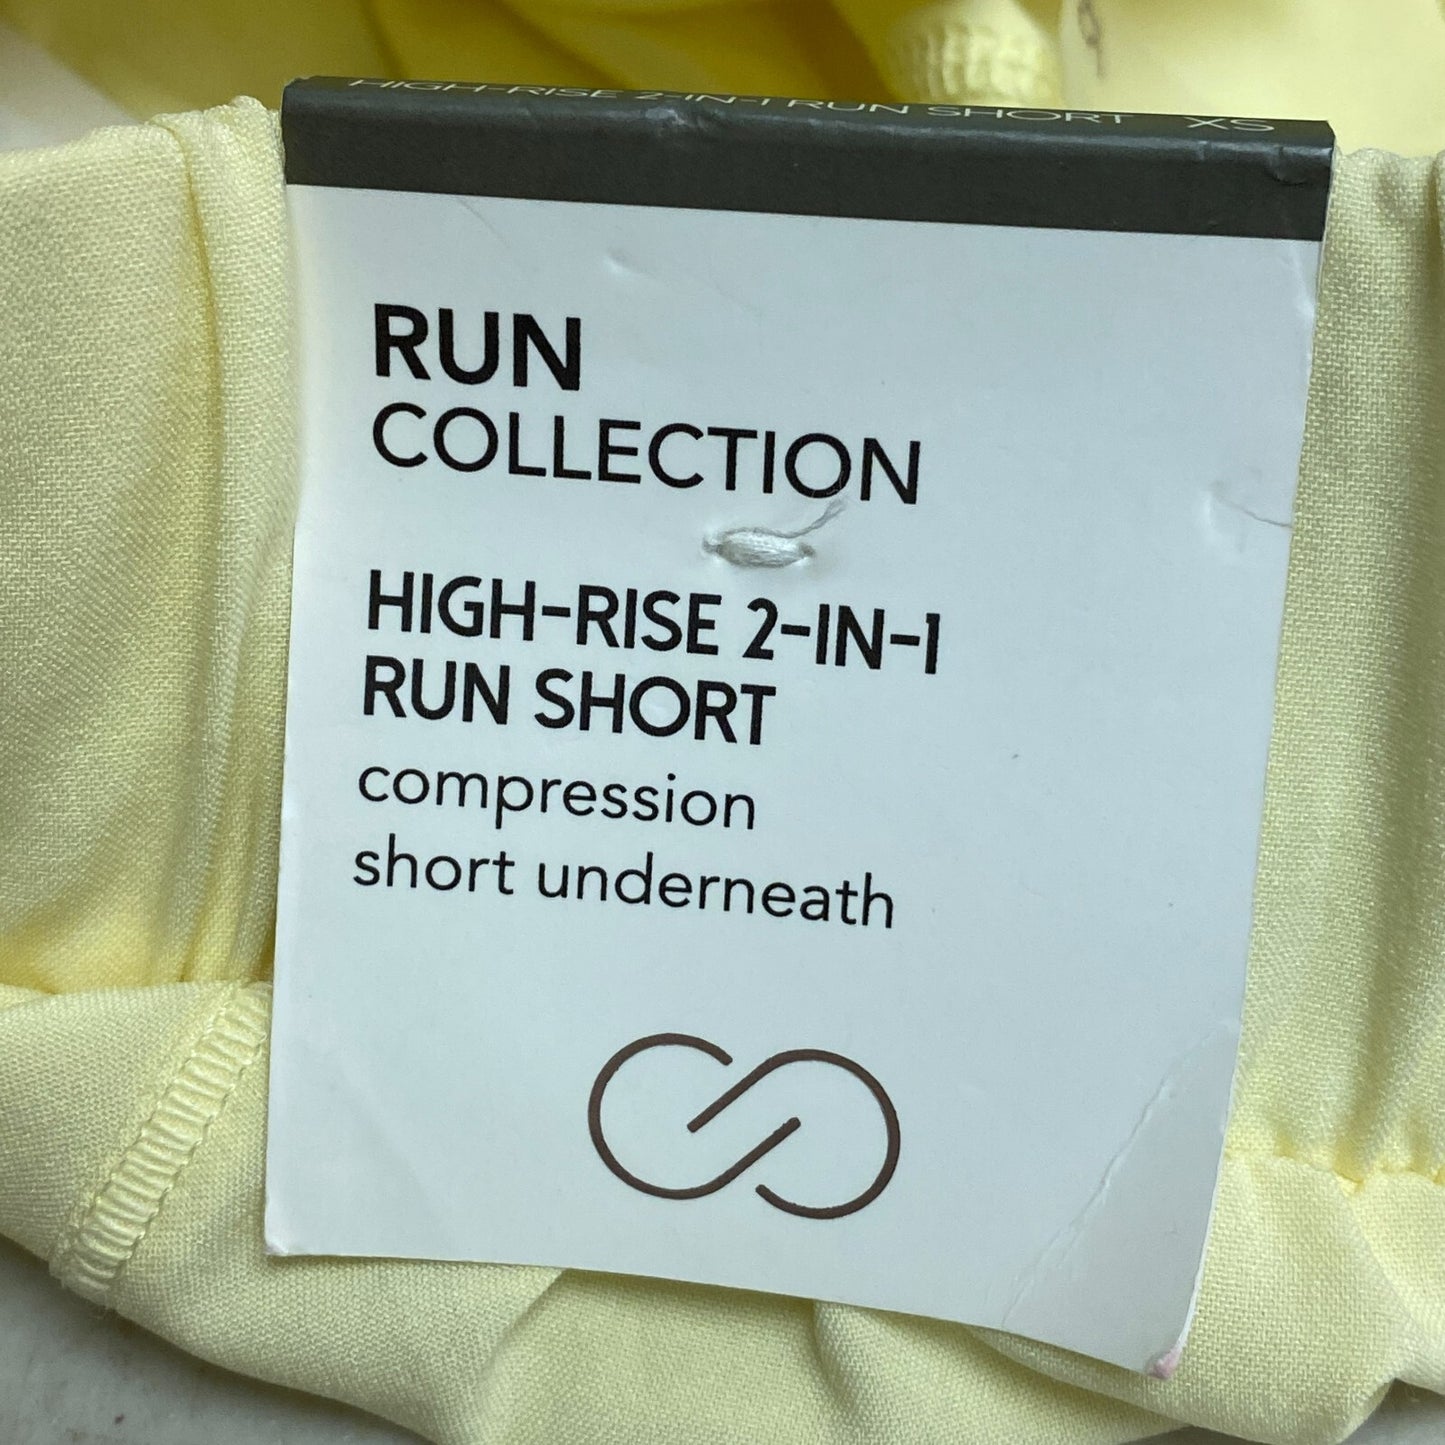 HIGH-RISE 2-IN-1 RUN SHORT XS
RUN
COLLECTION
HIGH-RISE 2-IN-1
RUN SHORT
compression
short underneath